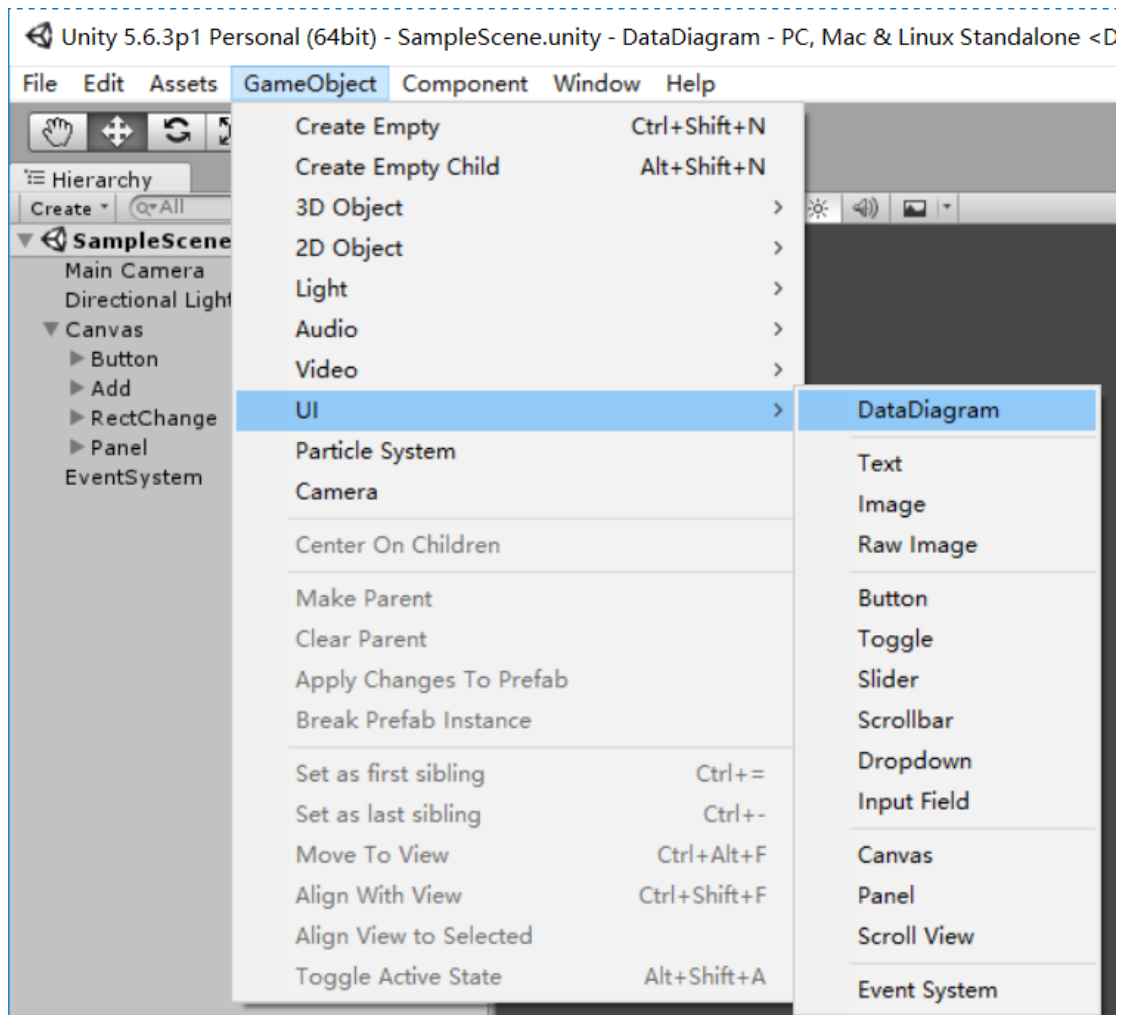 Unity 5.6.3p1 Personal (64bit) - SampleScene.unity - DataDiagram - PC, Mac & Linux Standalone <D
File Edit Assets GameObject Component Window Help
Create Empty Ctrl+Shift+N
Create Empty Child Alt+Shift+N
3D Object
2D Object
Light
Audio
Video
UI
Particle System
Camera
Center On Children
Make Parent
Clear Parent
Apply Changes To Prefab
Break Prefab Instance
Set as first sibling Ctrl+=
Set as last sibling Ctrl+-
Move To View Ctrl+Alt+F
Align With View Ctrl+Shift+F
Align View to Selected
Toggle Active State Alt+Shift+A
Hierarchy
Create All
SampleScene
Main Camera
Directional Light
Canvas
Button
Add
RectChange
Panel
EventSystem
DataDiagram
Text
Image
Raw Image
Button
Toggle
Slider
Scrollbar
Dropdown
Input Field
Canvas
Panel
Scroll View
Event System